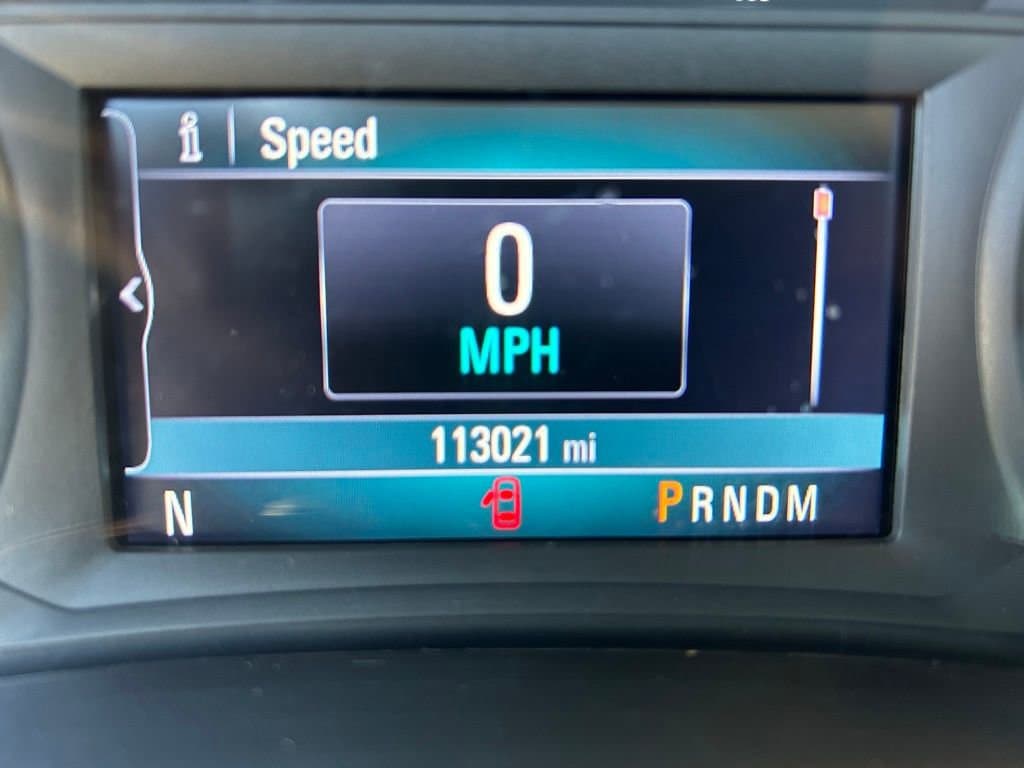 i Speed
0
MPH
113021 mi
N PRNDM